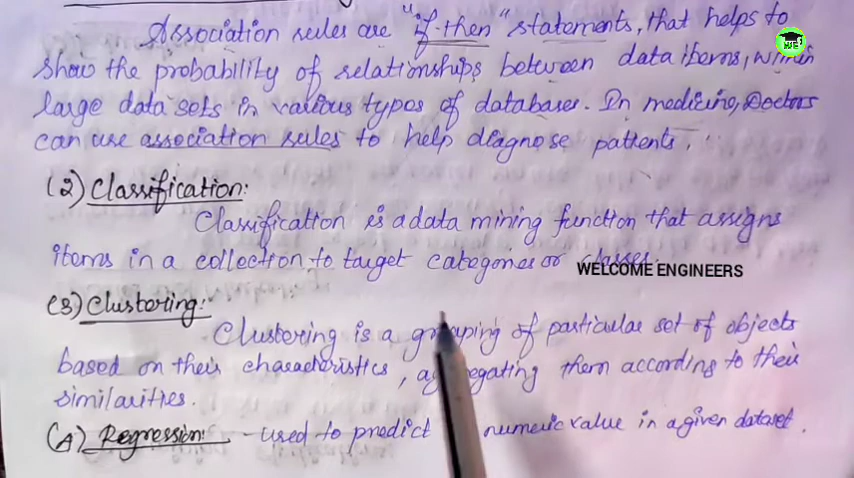 Association rules are "if-then" statements, that helps to
show the probability of relationships between data items, within
large data sets in various types of databases. In medicine, Doctors
can use association rules to help diagnose patients.
(2) Classification:
Classification is a data mining function that assigns
items in a collection to target categories or classes.
WELCOME ENGINEERS
(3) Clustering:
Clustering is a grouping of particular set of objects
based on their characteristics, aggregating them according to their
similarities.
(4) Regression: - used to predict numeric value in a given dataset.